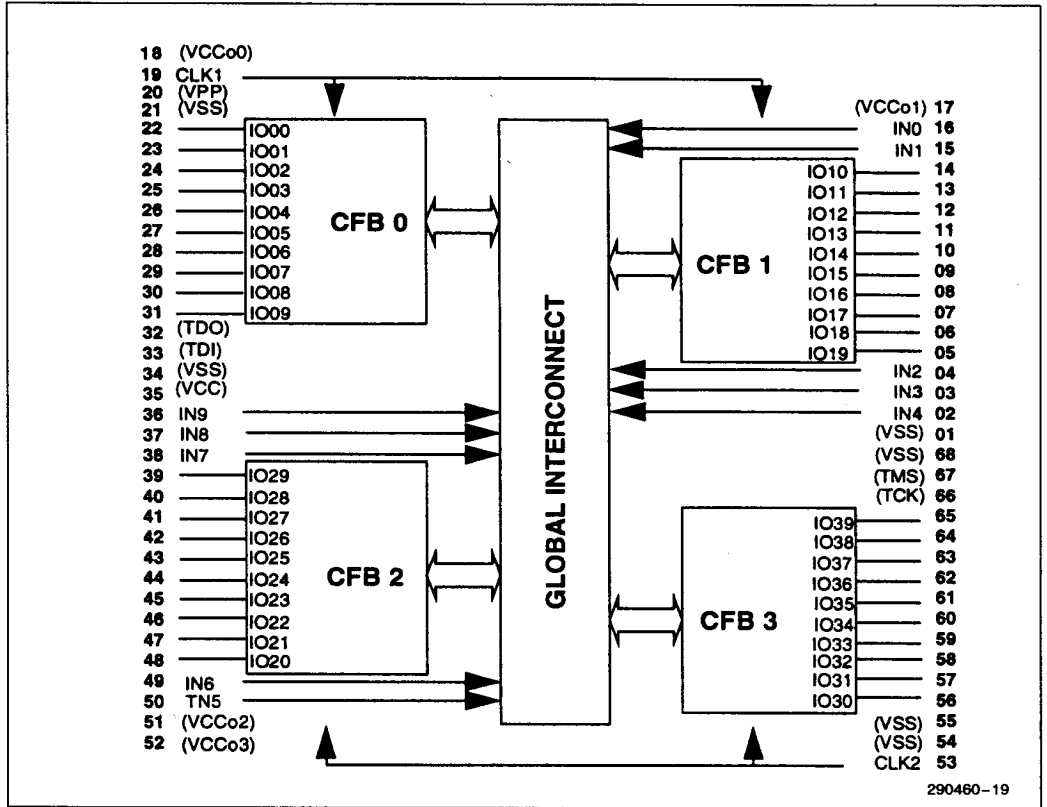 18 (VCCo0)
19 CLK1
20 (VPP)
21 (VSS)
22 IO00
23 IO01
24 IO02
25 IO03
26 IO04
27 IO05
28 IO06
29 IO07
30 IO08
31 IO09
CFB 0
32 (TDO)
33 (TDI)
34 (VSS)
35 (VCC)
36 IN9
37 IN8
38 IN7
39 IO29
40 IO28
41 IO27
42 IO26
43 IO25
44 IO24
45 IO23
46 IO22
47 IO21
48 IO20
CFB 2
49 IN6
50 TN5
51 (VCCo2)
52 (VCCo3)
GLOBAL INTERCONNECT
(VCCo1) 17
IN0 16
IN1 15
IO10 14
IO11 13
IO12 12
IO13 11
IO14 10
IO15 09
IO16 08
IO17 07
IO18 06
IO19 05
CFB 1
IN2 04
IN3 03
IN4 02
(VSS) 01
(VSS) 68
(TMS) 67
(TCK) 66
IO39 65
IO38 64
IO37 63
IO36 62
IO35 61
IO34 60
IO33 59
IO32 58
IO31 57
IO30 56
CFB 3
(VSS) 55
(VSS) 54
CLK2 53
290460-19